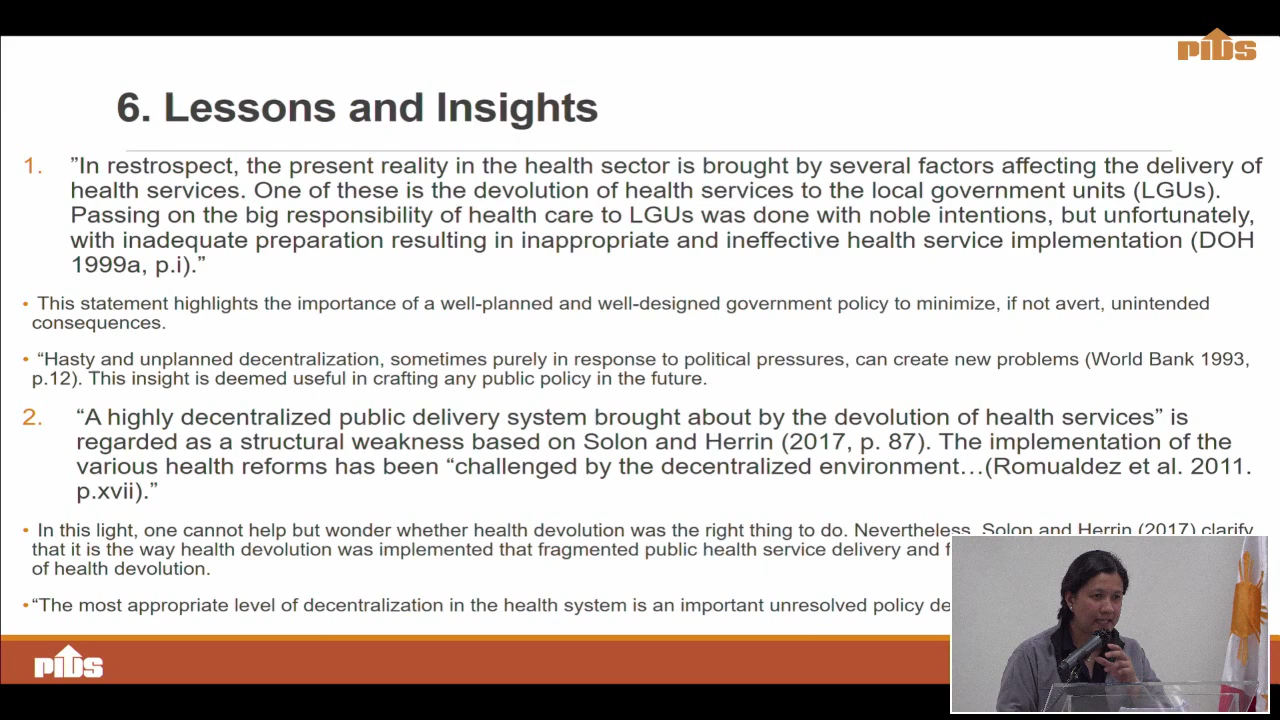 PIDS
6. Lessons and Insights
1. ”In restrospect, the present reality in the health sector is brought by several factors affecting the delivery of
health services. One of these is the devolution of health services to the local government units (LGUs).
Passing on the big responsibility of health care to LGUs was done with noble intentions, but unfortunately,
with inadequate preparation resulting in inappropriate and ineffective health service implementation (DOH
1999a, p.i).”
• This statement highlights the importance of a well-planned and well-designed government policy to minimize, if not avert, unintended
consequences.
• “Hasty and unplanned decentralization, sometimes purely in response to political pressures, can create new problems (World Bank 1993,
p.12). This insight is deemed useful in crafting any public policy in the future.
2. “A highly decentralized public delivery system brought about by the devolution of health services” is
regarded as a structural weakness based on Solon and Herrin (2017, p. 87). The implementation of the
various health reforms has been “challenged by the decentralized environment…(Romualdez et al. 2011.
p.xvii).”
• In this light, one cannot help but wonder whether health devolution was the right thing to do. Nevertheless, Solon and Herrin (2017) clarify
that it is the way health devolution was implemented that fragmented public health service delivery and
of health devolution.
•“The most appropriate level of decentralization in the health system is an important unresolved policy
PIDS